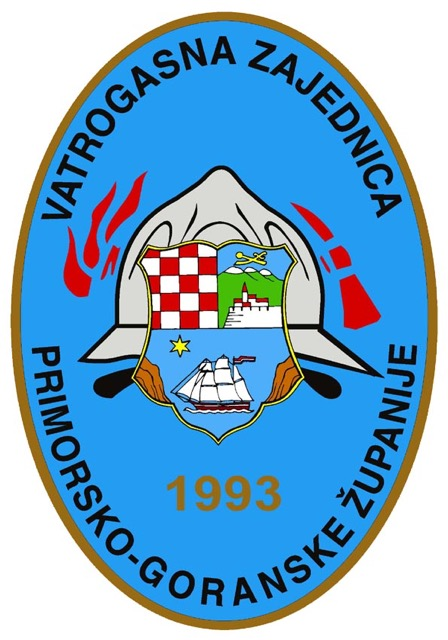 VATROGASNA ZAJEDNICA
PRIMORSKO-GORANSKE ŽUPANIJE
1993